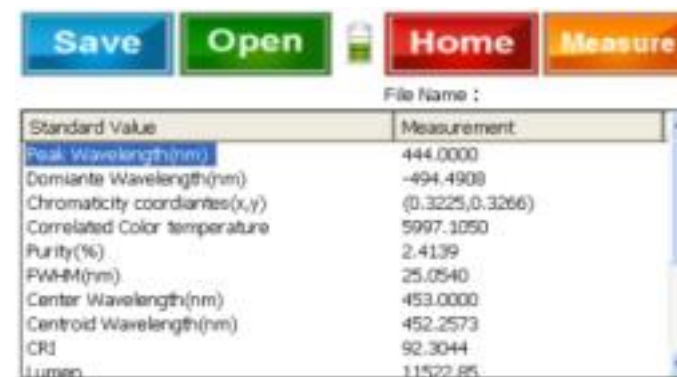 Save Open Home Measure
File Name :
Standard Value Measurement
Peak Wavelength(nm) 444.0000
Domiante Wavelength(nm) -494.4908
Chromaticity coordiantes(x,y) (0.3225,0.3266)
Correlated Color temperature 5997.1050
Purity(%) 2.4139
FWHM(nm) 25.0540
Center Wavelength(nm) 453.0000
Centroid Wavelength(nm) 452.2573
CRI 92.3044
Lumen 11522.85